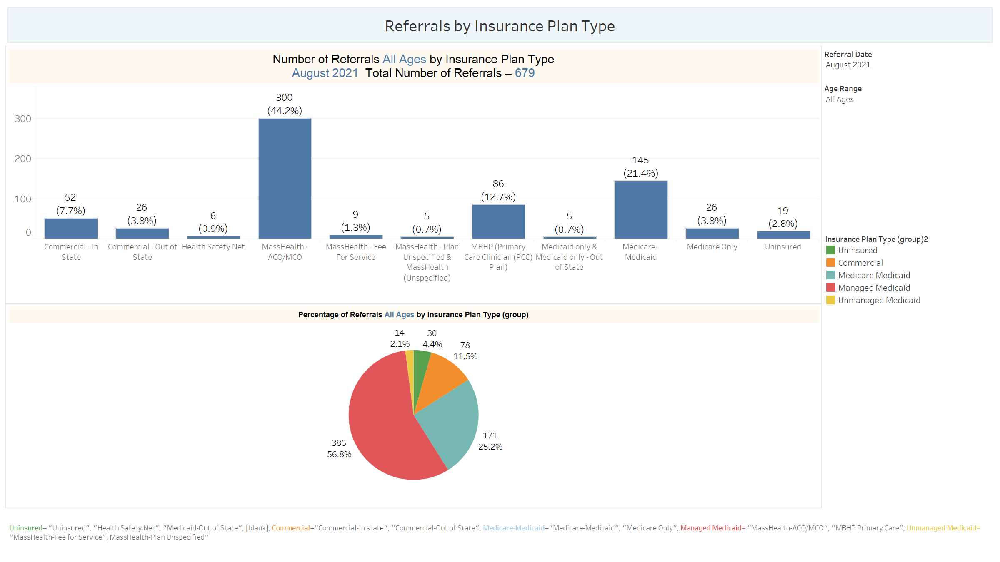 Referrals by Insurance Plan Type
Number of Referrals All Ages by Insurance Plan Type
August 2021 Total Number of Referrals – 679
Referral Date
August 2021
Age Range
All Ages
300
200
100
0
52
(7.7%)
26
(3.8%)
6
(0.9%)
300
(44.2%)
9
(1.3%)
5
(0.7%)
86
(12.7%)
5
(0.7%)
145
(21.4%)
26
(3.8%)
19
(2.8%)
Commercial - In
State
Commercial - Out of
State
Health Safety Net
MassHealth -
ACO/MCO
MassHealth - Fee
For Service
MassHealth - Plan
Unspecified &
MassHealth
(Unspecified)
MBHP (Primary
Care Clinician (PCC)
Plan)
Medicaid only &
Medicaid only - Out
of State
Medicare -
Medicaid
Medicare Only
Uninsured
Insurance Plan Type (group)2
Uninsured
Commercial
Medicare Medicaid
Managed Medicaid
Unmanaged Medicaid
Percentage of Referrals All Ages by Insurance Plan Type (group)
14
2.1%
30
4.4%
78
11.5%
171
25.2%
386
56.8%
Uninsured= "Uninsured", "Health Safety Net", "Medicaid-Out of State", [blank]; Commercial="Commercial-In state", "Commercial-Out of State"; Medicare-Medicaid="Medicare-Medicaid", "Medicare Only"; Managed Medicaid= "MassHealth-ACO/MCO", "MBHP Primary Care"; Unmanaged Medicaid=
"MassHealth-Fee for Service", MassHealth-Plan Unspecified"